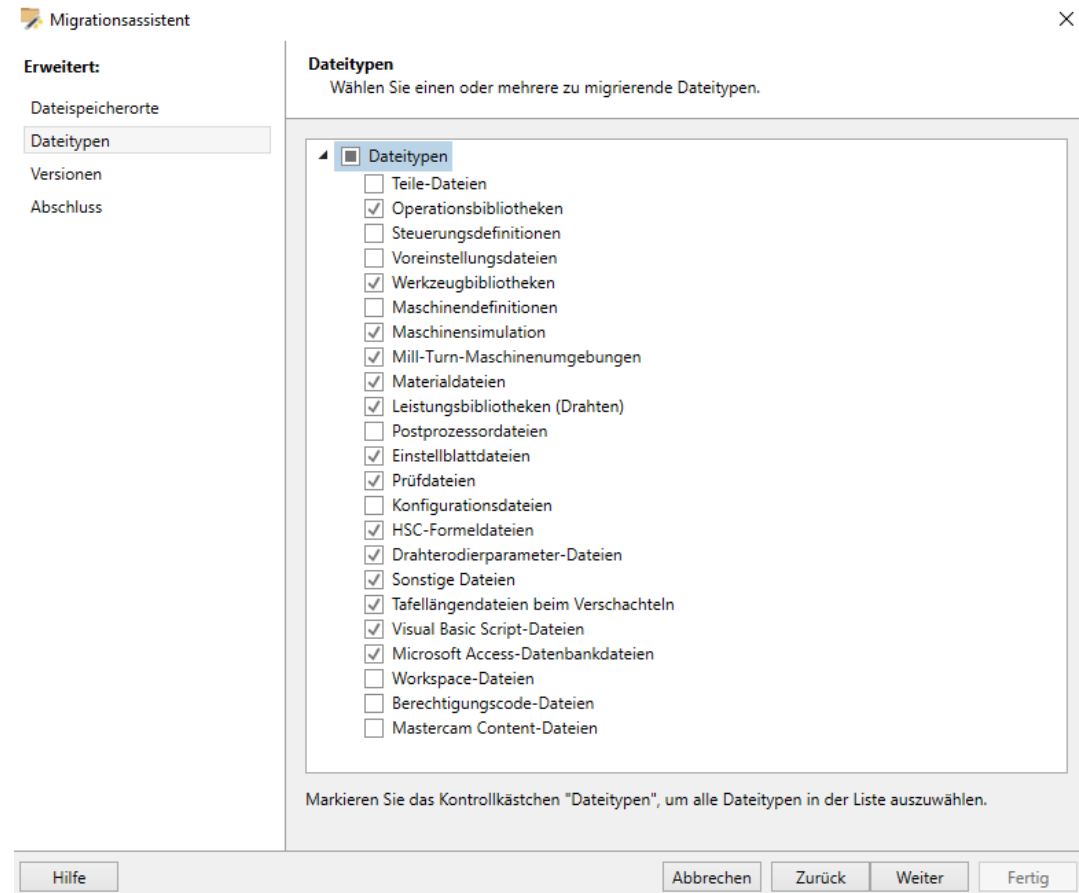 Migrationsassistent
Erweitert:
Dateispeicherorte
Dateitypen
Versionen
Abschluss
Dateitypen
Wählen Sie einen oder mehrere zu migrierende Dateitypen.
Dateitypen
Teile-Dateien
Operationsbibliotheken
Steuerungsdefinitionen
Voreinstellungsdateien
Werkzeugbibliotheken
Maschinendefinitionen
Maschinensimulation
Mill-Turn-Maschinenumgebungen
Materialdateien
Leistungsbibliotheken (Drahten)
Postprozessordateien
Einstellblattdateien
Prüfdateien
Konfigurationsdateien
HSC-Formeldateien
Drahterodierparameter-Dateien
Sonstige Dateien
Tafellängendateien beim Verschachteln
Visual Basic Script-Dateien
Microsoft Access-Datenbankdateien
Workspace-Dateien
Berechtigungscode-Dateien
Mastercam Content-Dateien
Markieren Sie das Kontrollkästchen "Dateitypen", um alle Dateitypen in der Liste auszuwählen.
Hilfe
Abbrechen
Zurück
Weiter
Fertig